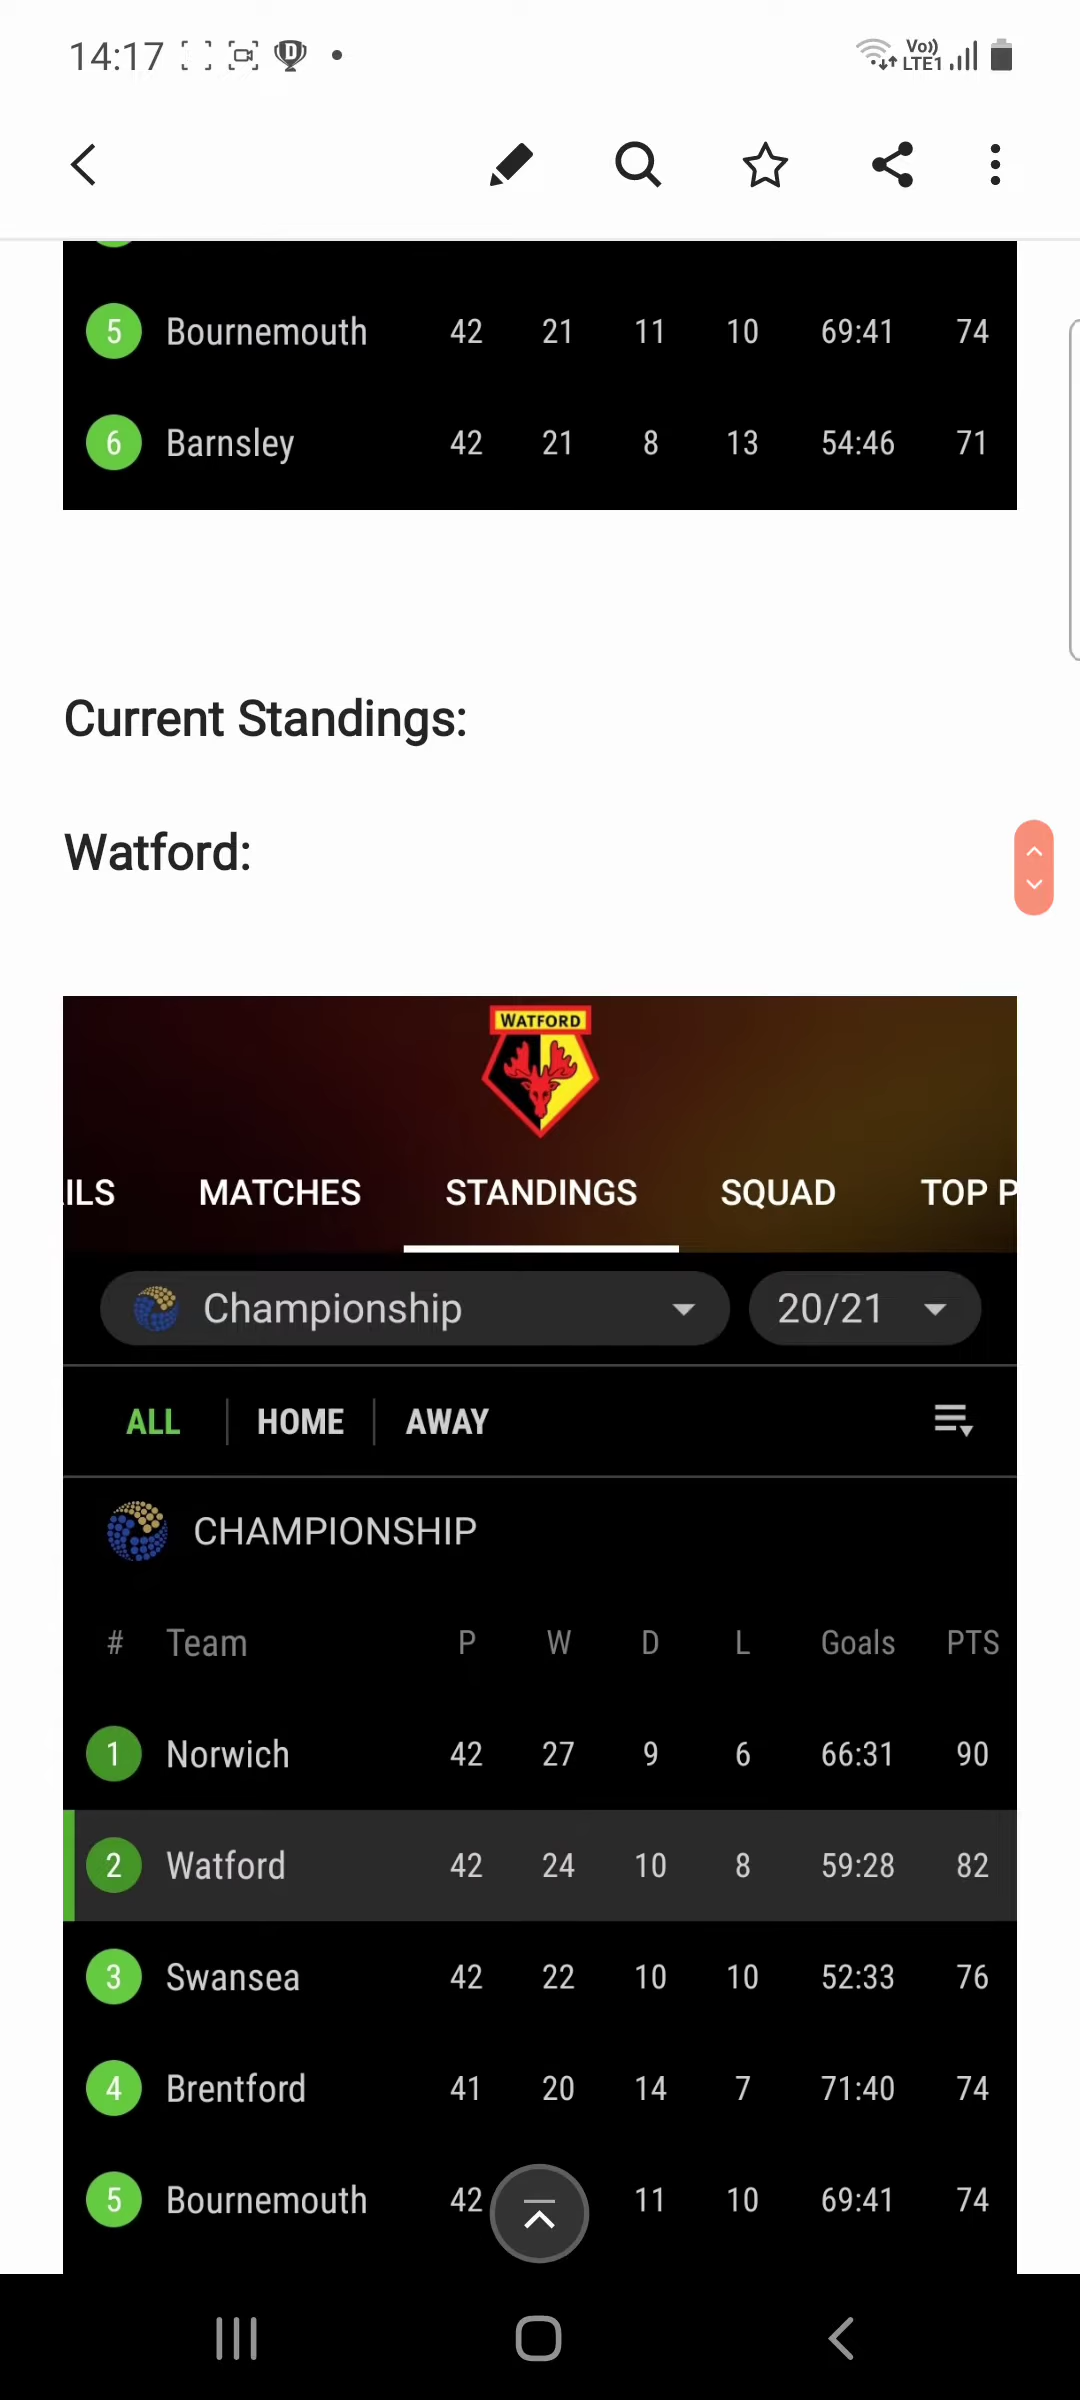 14:17 Vo)) LTE1
5 Bournemouth 42 21 11 10 69:41 74
6 Barnsley 42 21 8 13 54:46 71
Current Standings:
Watford:
WATFORD
ILS MATCHES STANDINGS SQUAD TOP P
Championship 20/21
ALL HOME AWAY
CHAMPIONSHIP
# Team P W D L Goals PTS
1 Norwich 42 27 9 6 66:31 90
2 Watford 42 24 10 8 59:28 82
3 Swansea 42 22 10 10 52:33 76
4 Brentford 41 20 14 7 71:40 74
5 Bournemouth 42 11 10 69:41 74